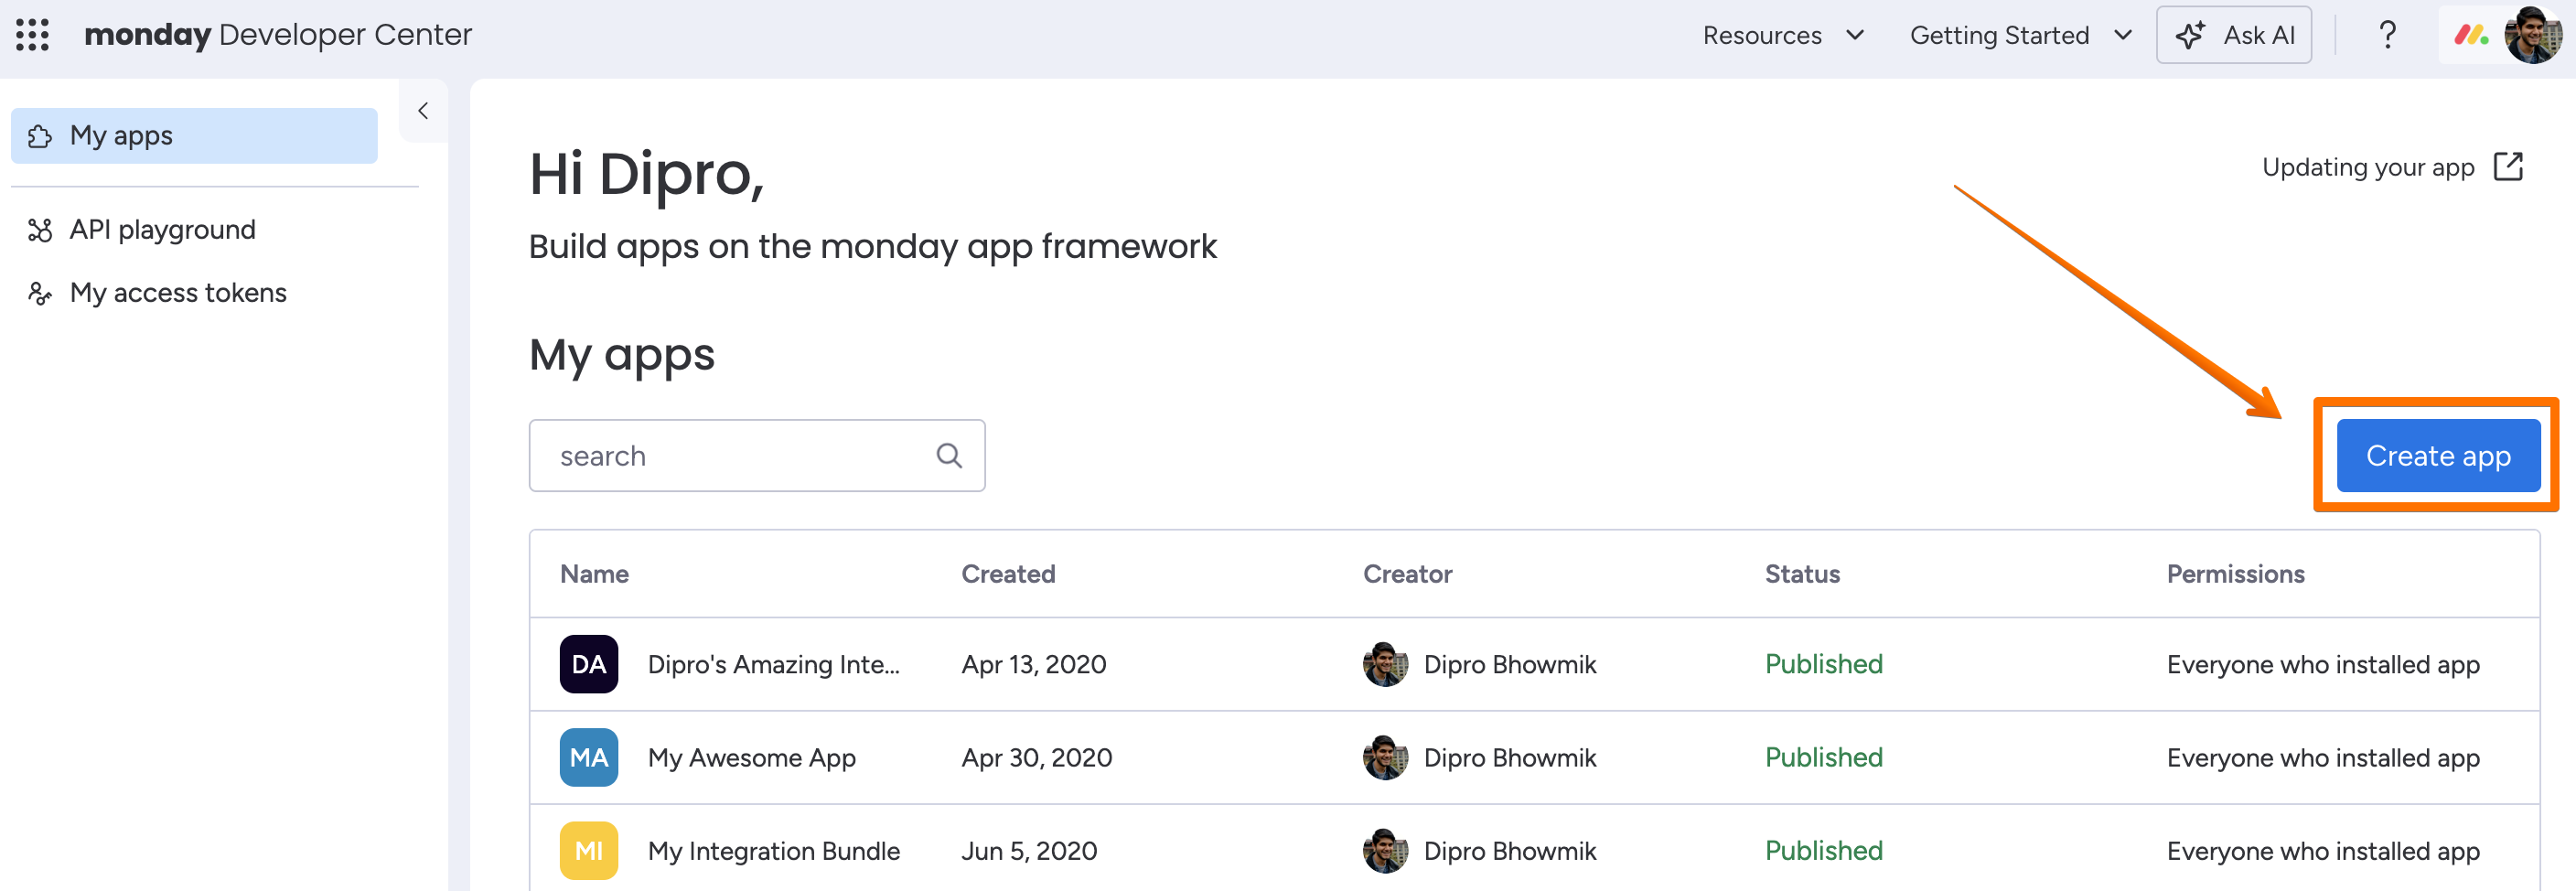 monday Developer Center
Resources
Getting Started
Ask AI
?
My apps
API playground
My access tokens
Hi Dipro,
Updating your app
Build apps on the monday app framework
My apps
search
Create app
Name Created Creator Status Permissions
DA Dipro's Amazing Inte... Apr 13, 2020 Dipro Bhowmik Published Everyone who installed app
MA My Awesome App Apr 30, 2020 Dipro Bhowmik Published Everyone who installed app
MI My Integration Bundle Jun 5, 2020 Dipro Bhowmik Published Everyone who installed app